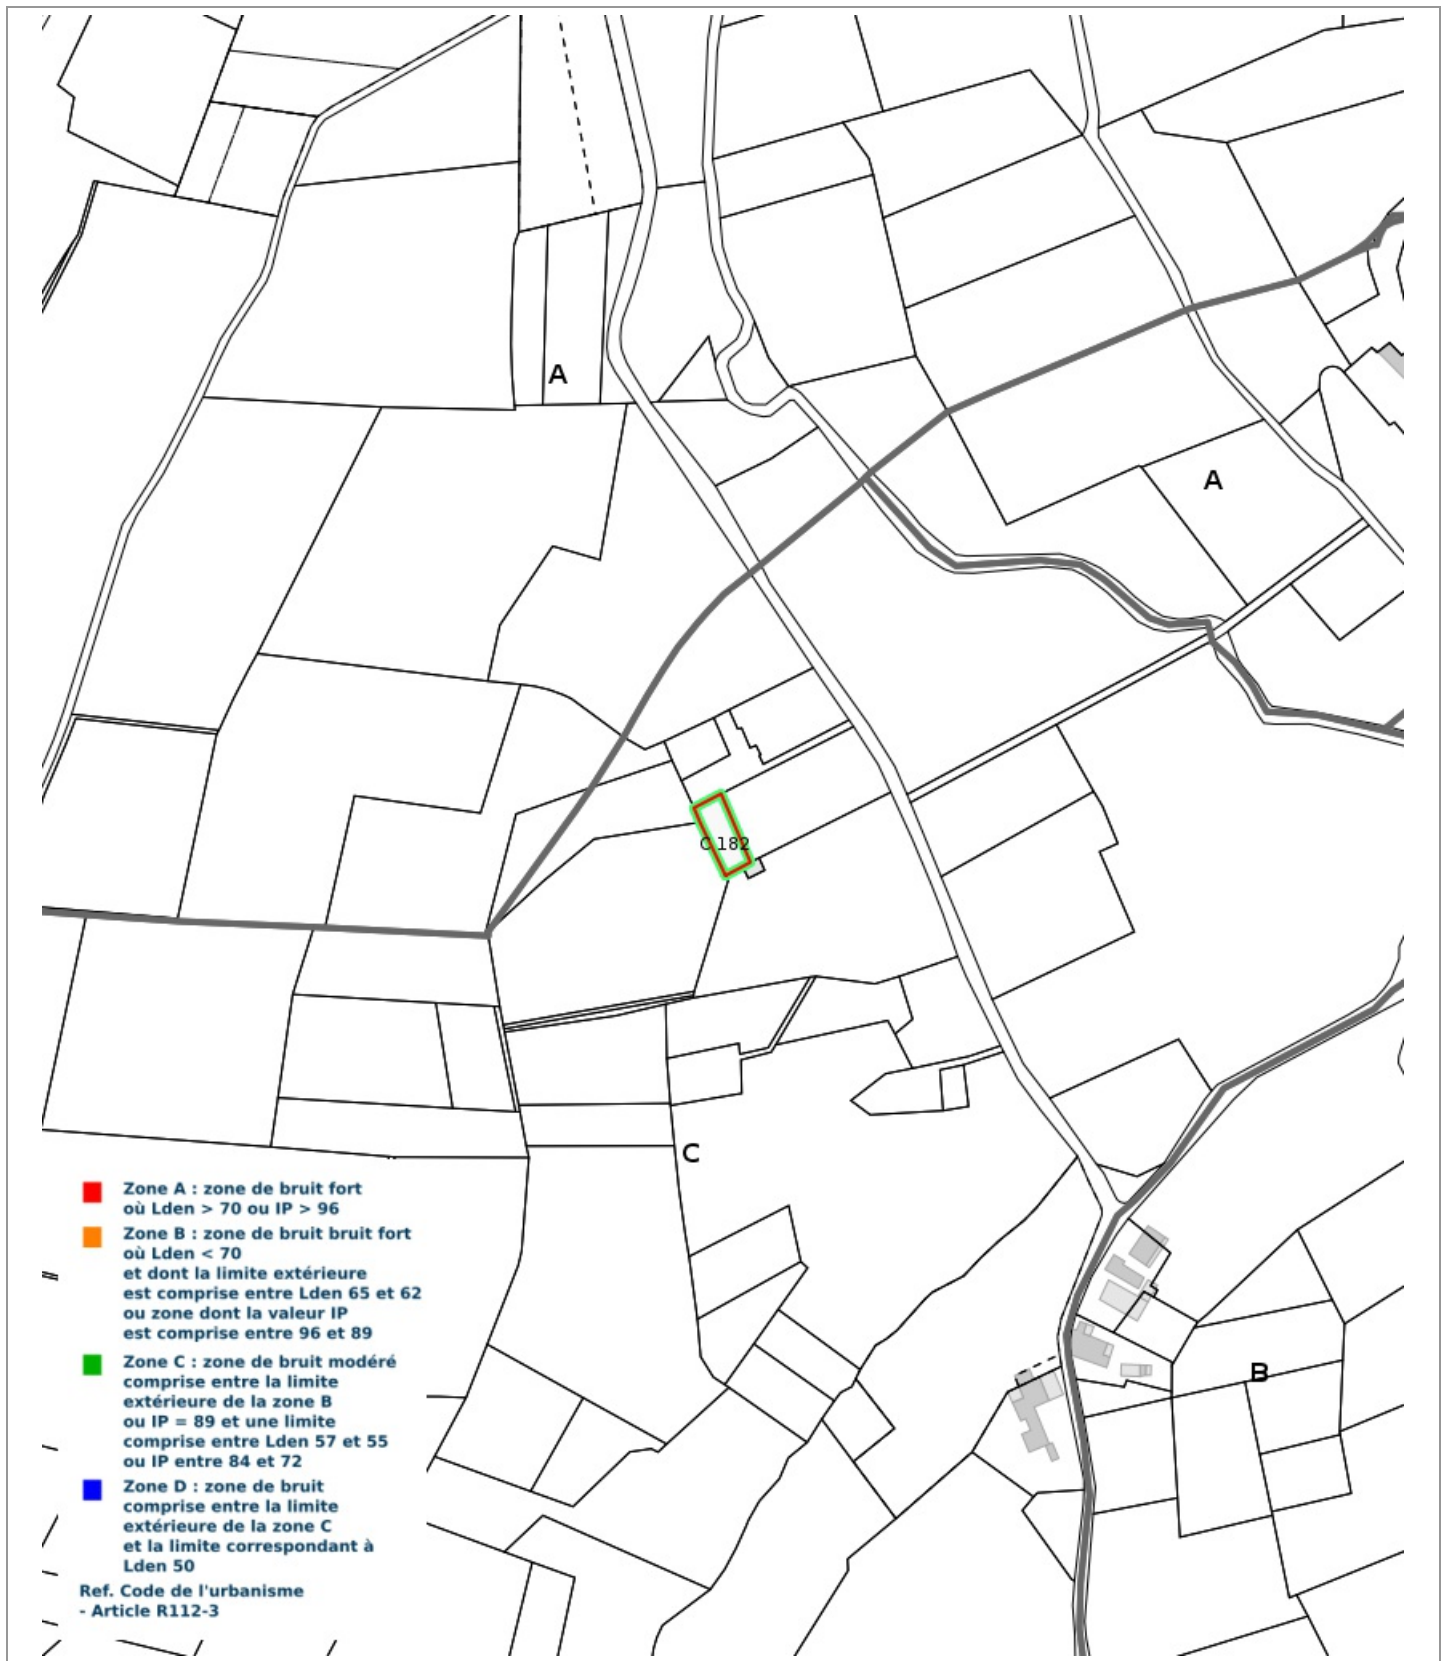 A
A
C 182
C
B
Zone A : zone de bruit fort
où Lden > 70 ou IP > 96
Zone B : zone de bruit bruit fort
où Lden < 70
et dont la limite extérieure
est comprise entre Lden 65 et 62
ou zone dont la valeur IP
est comprise entre 96 et 89
Zone C : zone de bruit modéré
comprise entre la limite
extérieure de la zone B
ou IP = 89 et une limite
comprise entre Lden 57 et 55
ou IP entre 84 et 72
Zone D : zone de bruit
comprise entre la limite
extérieure de la zone C
et la limite correspondant à
Lden 50
Ref. Code de l'urbanisme
- Article R112-3